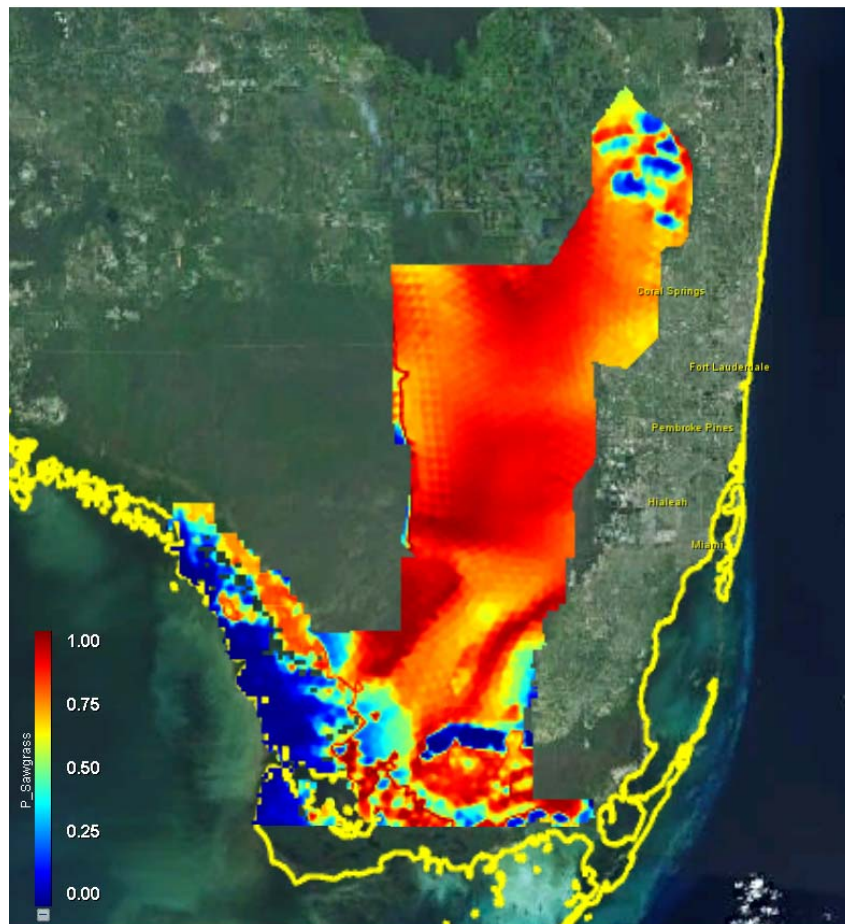 Coral Springs
Fort Lauderdale
Pembroke Pines
Hialeah
Miami
P_Sawgrass
1.00
0.75
0.50
0.25
0.00